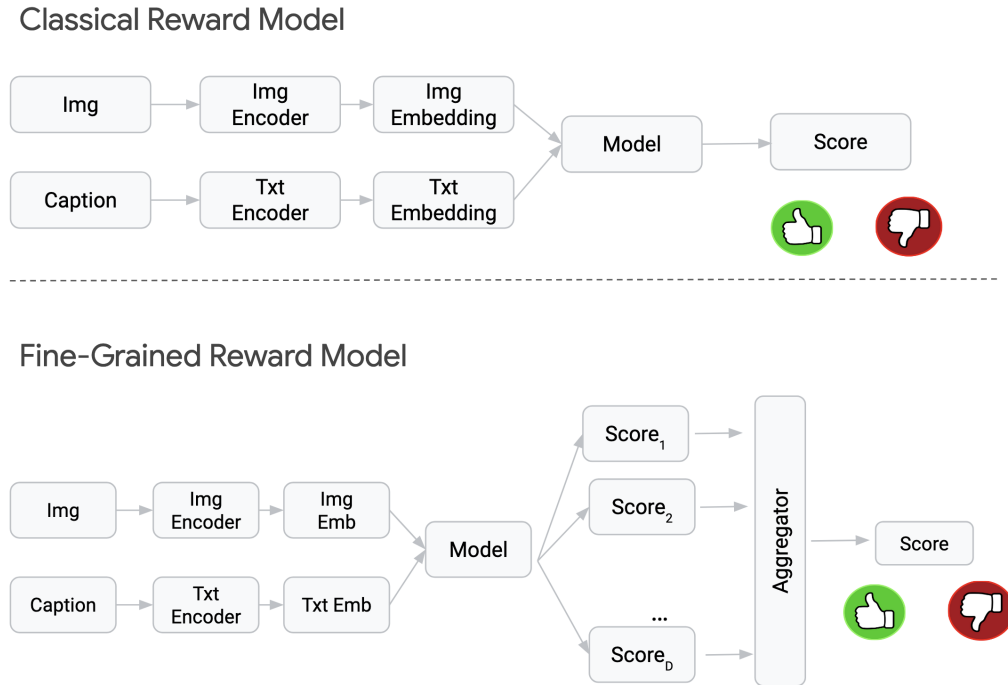 Classical Reward Model
Img
Img
Encoder
Img
Embedding
Caption
Txt
Encoder
Txt
Embedding
Model
Score
Fine-Grained Reward Model
Img
Img
Encoder
Img
Emb
Caption
Txt
Encoder
Txt Emb
Model
Score1
Score2
...
ScoreD
Aggregator
Score